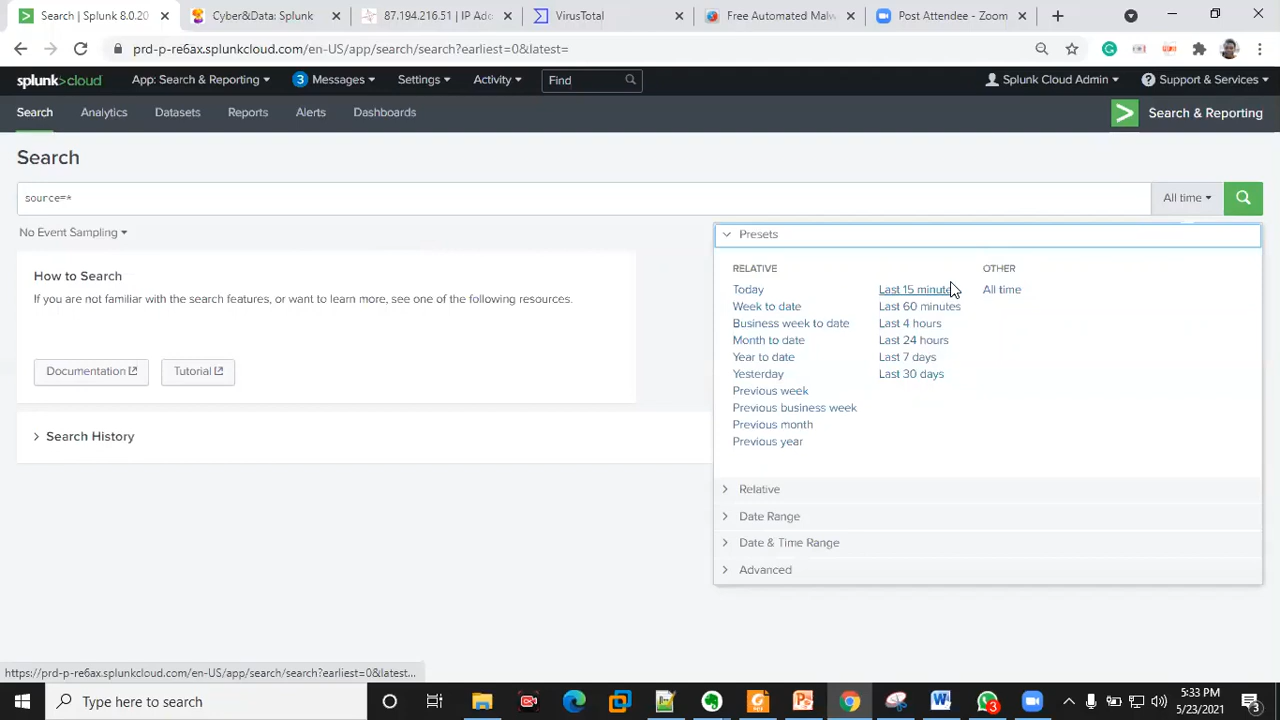 Search | Splunk 8.0.20
Cyber&Data: Splunk
87.194.216.51 | IP Ado
VirusTotal
Free Automated Malw
Post Attendee - Zoom
prd-p-re6ax.splunkcloud.com/en-US/app/search/search?earliest=0&latest=
splunk>cloud App: Search & Reporting 3 Messages Settings Activity Find Splunk Cloud Admin Support & Services
Search Analytics Datasets Reports Alerts Dashboards Search & Reporting
Search
source=* All time
No Event Sampling
Presets
How to Search
If you are not familiar with the search features, or want to learn more, see one of the following resources.
Documentation Tutorial
Search History
RELATIVE
Today
Week to date
Business week to date
Month to date
Year to date
Yesterday
Previous week
Previous business week
Previous month
Previous year
Last 15 minutes
Last 60 minutes
Last 4 hours
Last 24 hours
Last 7 days
Last 30 days
OTHER
All time
Relative
Date Range
Date & Time Range
Advanced
https://prd-p-re6ax.splunkcloud.com/en-US/app/search/search?earliest=0&latest...
Type here to search
3
5:33 PM
5/23/2021
3